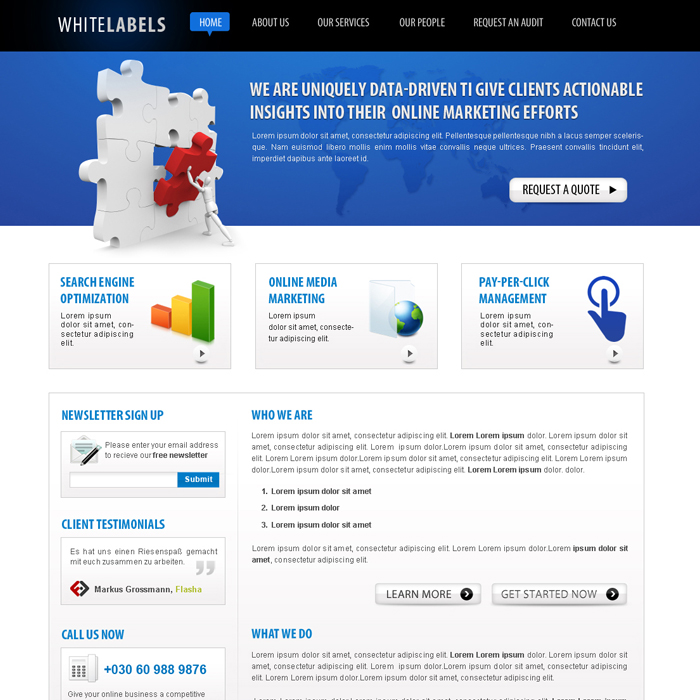 WHITELABELS
HOME
ABOUT US
OUR SERVICES
OUR PEOPLE
REQUEST AN AUDIT
CONTACT US
WE ARE UNIQUELY DATA-DRIVEN TI GIVE CLIENTS ACTIONABLE
INSIGHTS INTO THEIR ONLINE MARKETING EFFORTS
Lorem ipsum dolor sit amet, consectetur adipiscing elit. Pellentesque pellentesque nibh a lacus semper sceleris-
que. Nam euismod libero mollis enim mollis vitae convallis neque ultrices. Praesent convallis tincidunt elit,
imperdiet dapibus ante laoreet id.
REQUEST A QUOTE
SEARCH ENGINE
OPTIMIZATION
Lorem ipsum
dolor sit amet, con-
sectetur adipiscing
elit.
ONLINE MEDIA
MARKETING
Lorem ipsum
dolor sit amet, consecte-
tur adipiscing elit.
PAY-PER-CLICK
MANAGEMENT
Lorem ipsum
dolor sit amet, con-
sectetur adipiscing
elit.
NEWSLETTER SIGN UP
Please enter your email address
to recieve our free newsletter
Submit
CLIENT TESTIMONIALS
Es hat uns einen Riesenspaß gemacht
mit euch zusammen zu arbeiten.
Markus Grossmann, Flasha
CALL US NOW
+030 60 988 9876
Give your online business a competitive
WHO WE ARE
Lorem ipsum dolor sit amet, consectetur adipiscing elit. Lorem Lorem ipsum dolor. Lorem ipsum dolor sit
amet, consectetur adipiscing elit. Lorem ipsum dolor.Lorem ipsum dolor sit amet, consectetur adipiscing
elit. Lorem Lorem ipsum dolor.Lorem ipsum dolor sit amet, consectetur adipiscing elit. Lorem Lorem ipsum
dolor.Lorem ipsum dolor sit amet, consectetur adipiscing elit. Lorem Lorem ipsum dolor. dolor.
1. Lorem ipsum dolor sit amet
2. Lorem ipsum dolor
3. Lorem ipsum dolor sit amet
Lorem ipsum dolor sit amet, consectetur adipiscing elit. Lorem Lorem ipsum dolor.Lorem ipsum dolor sit
amet, consectetur adipiscing elit.
LEARN MORE
GET STARTED NOW
WHAT WE DO
Lorem ipsum dolor sit amet, consectetur adipiscing elit. Lorem Lorem ipsum dolor. Lorem ipsum dolor sit
amet, consectetur adipiscing elit. Lorem ipsum dolor.Lorem ipsum dolor sit amet, consectetur adipiscing
elit. Lorem Lorem ipsum dolor.Lorem ipsum dolor sit amet, consectetur adipiscing elit. Lorem Lorem ipsum